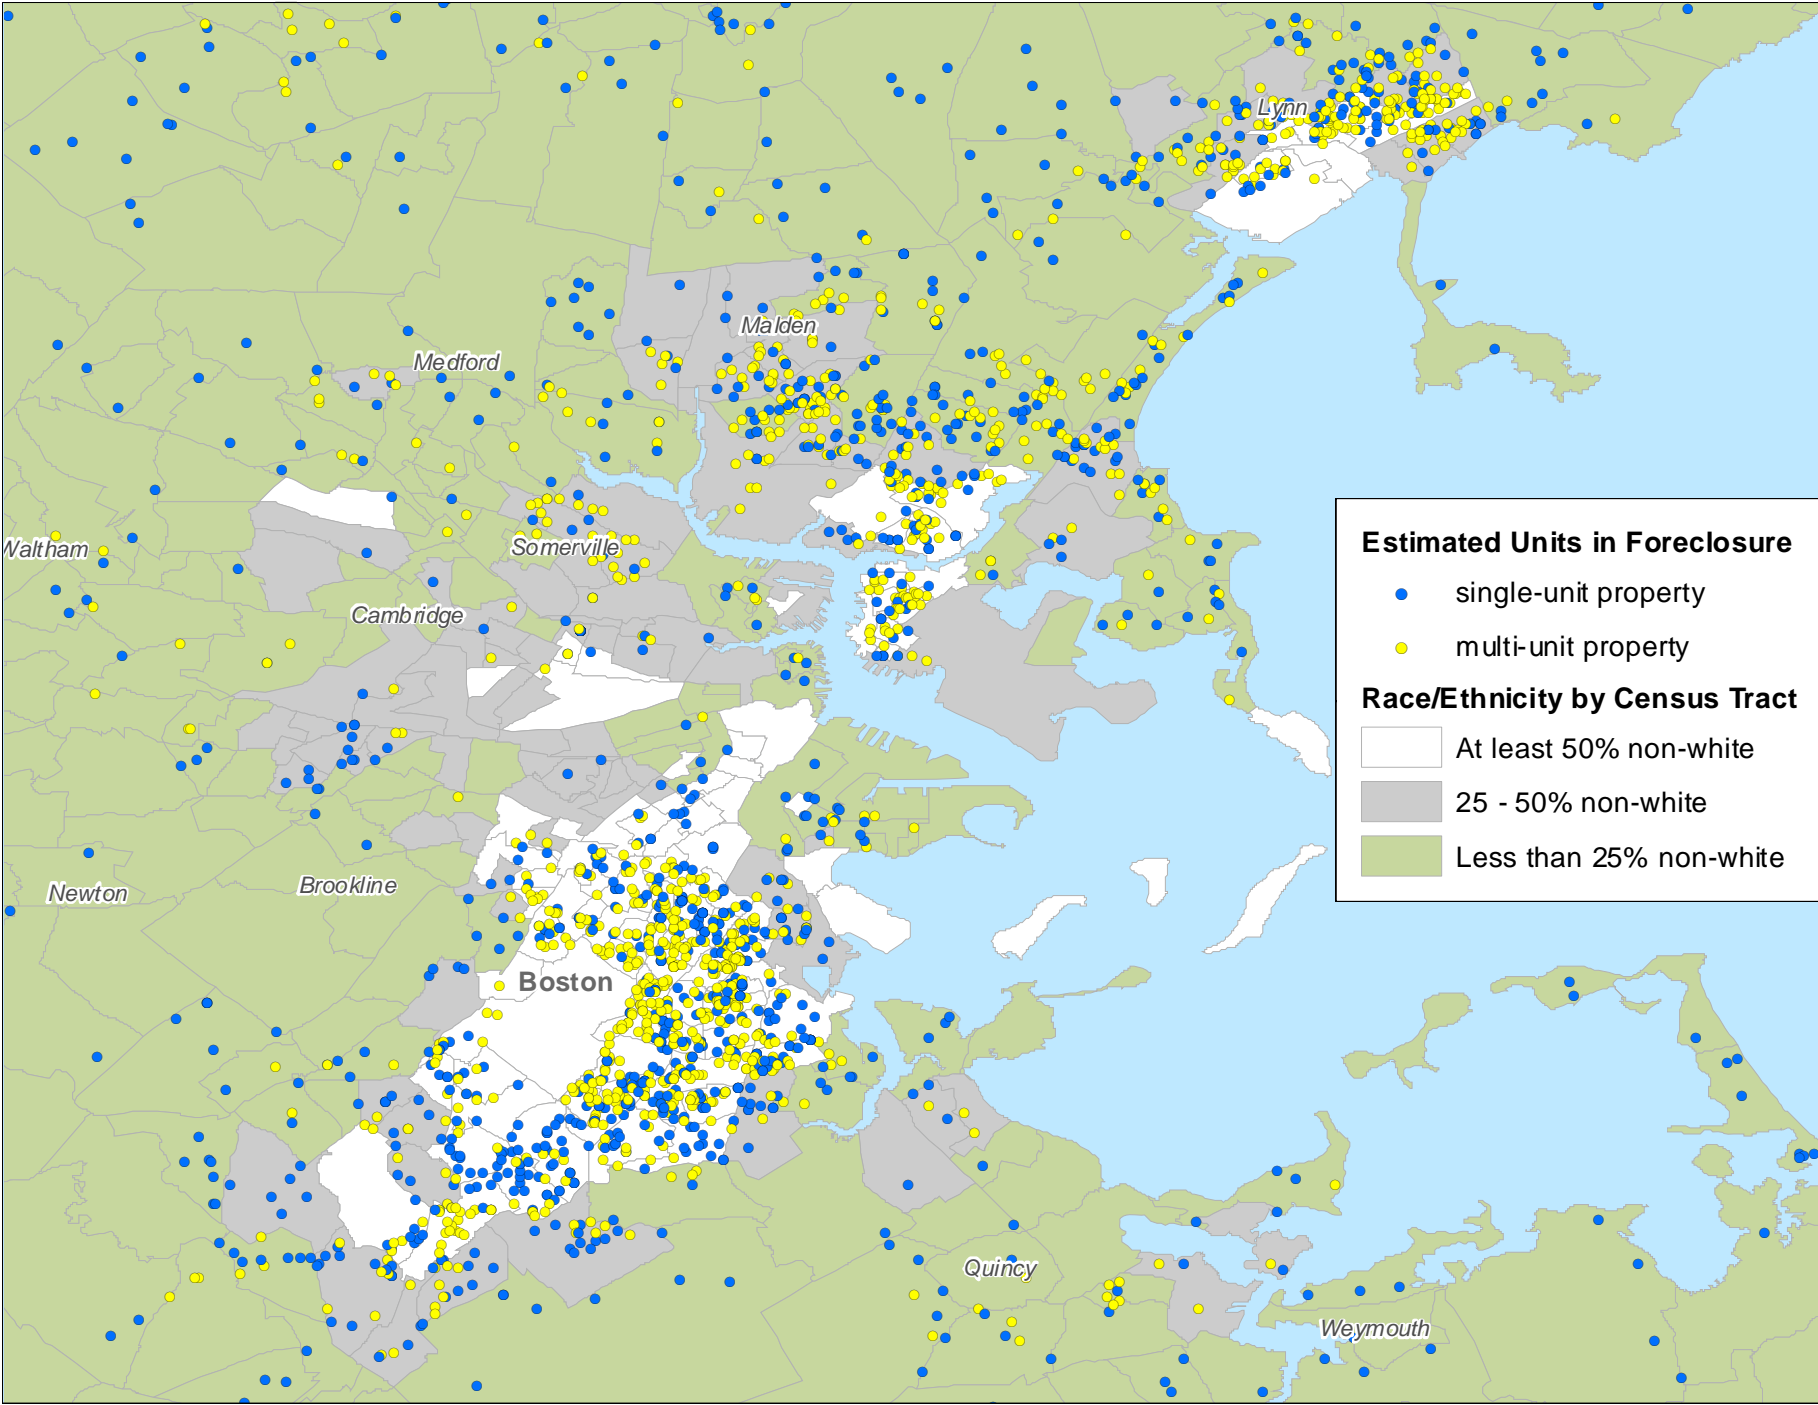 Lynn
Malden
Medford
Waltham
Somerville
Cambridge
Estimated Units in Foreclosure
single-unit property
multi-unit property
Race/Ethnicity by Census Tract
At least 50% non-white
25 - 50% non-white
Less than 25% non-white
Newton
Brookline
Boston
Quincy
Weymouth